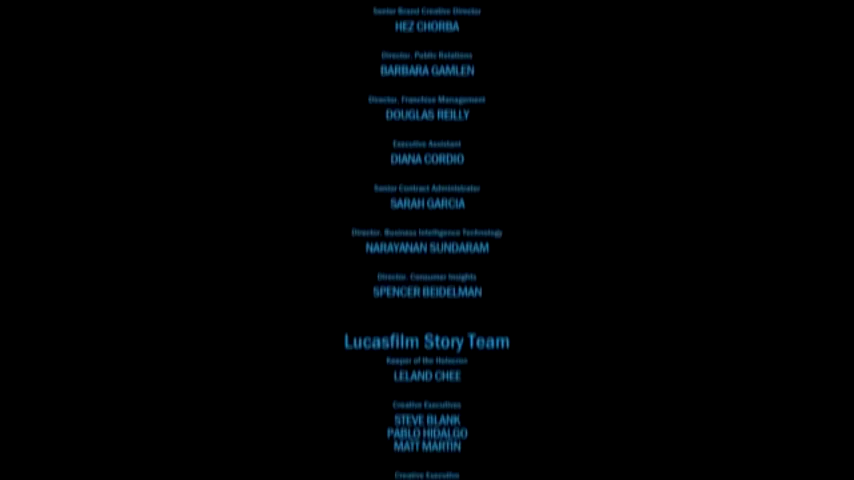 Senior Brand Creative Director
HEZ CHORBA
Director, Public Relations
BARBARA GAMLEN
Director, Franchise Management
DOUGLAS REILLY
Executive Assistant
DIANA CORDIO
Senior Contract Administrator
SARAH GARCIA
Director, Business Intelligence Technology
NARAYANAN SUNDARAM
Director, Consumer Insights
SPENCER BEIDELMAN
Lucasfilm Story Team
Keeper of the Holocron
LELAND CHEE
Creative Executives
STEVE BLANK
PABLO HIDALGO
MATT MARTIN
Creative Executive